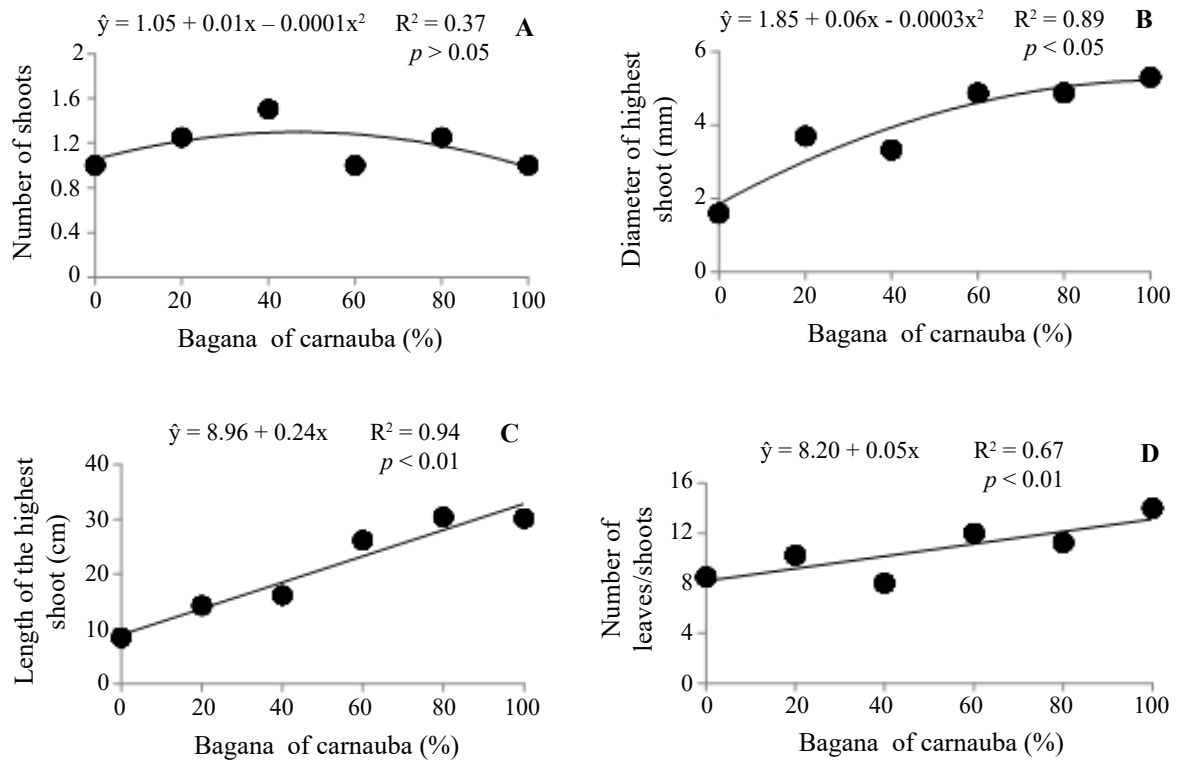 ŷ = 1.05 + 0.01x – 0.0001x² R² = 0.37 A
p > 0.05
Number of shoots
2
1.6
1.2
0.8
0.4
0
0 20 40 60 80 100
Bagana of carnauba (%)
ŷ = 1.85 + 0.06x - 0.0003x² R² = 0.89 B
p < 0.05
Diameter of highest
shoot (mm)
6
4
2
0
0 20 40 60 80 100
Bagana of carnauba (%)
ŷ = 8.96 + 0.24x R² = 0.94 C
p < 0.01
Length of the highest
shoot (cm)
40
30
20
10
0
0 20 40 60 80 100
Bagana of carnauba (%)
ŷ = 8.20 + 0.05x R² = 0.67 D
p < 0.01
Number of
leaves/shoots
16
12
8
4
0
0 20 40 60 80 100
Bagana of carnauba (%)